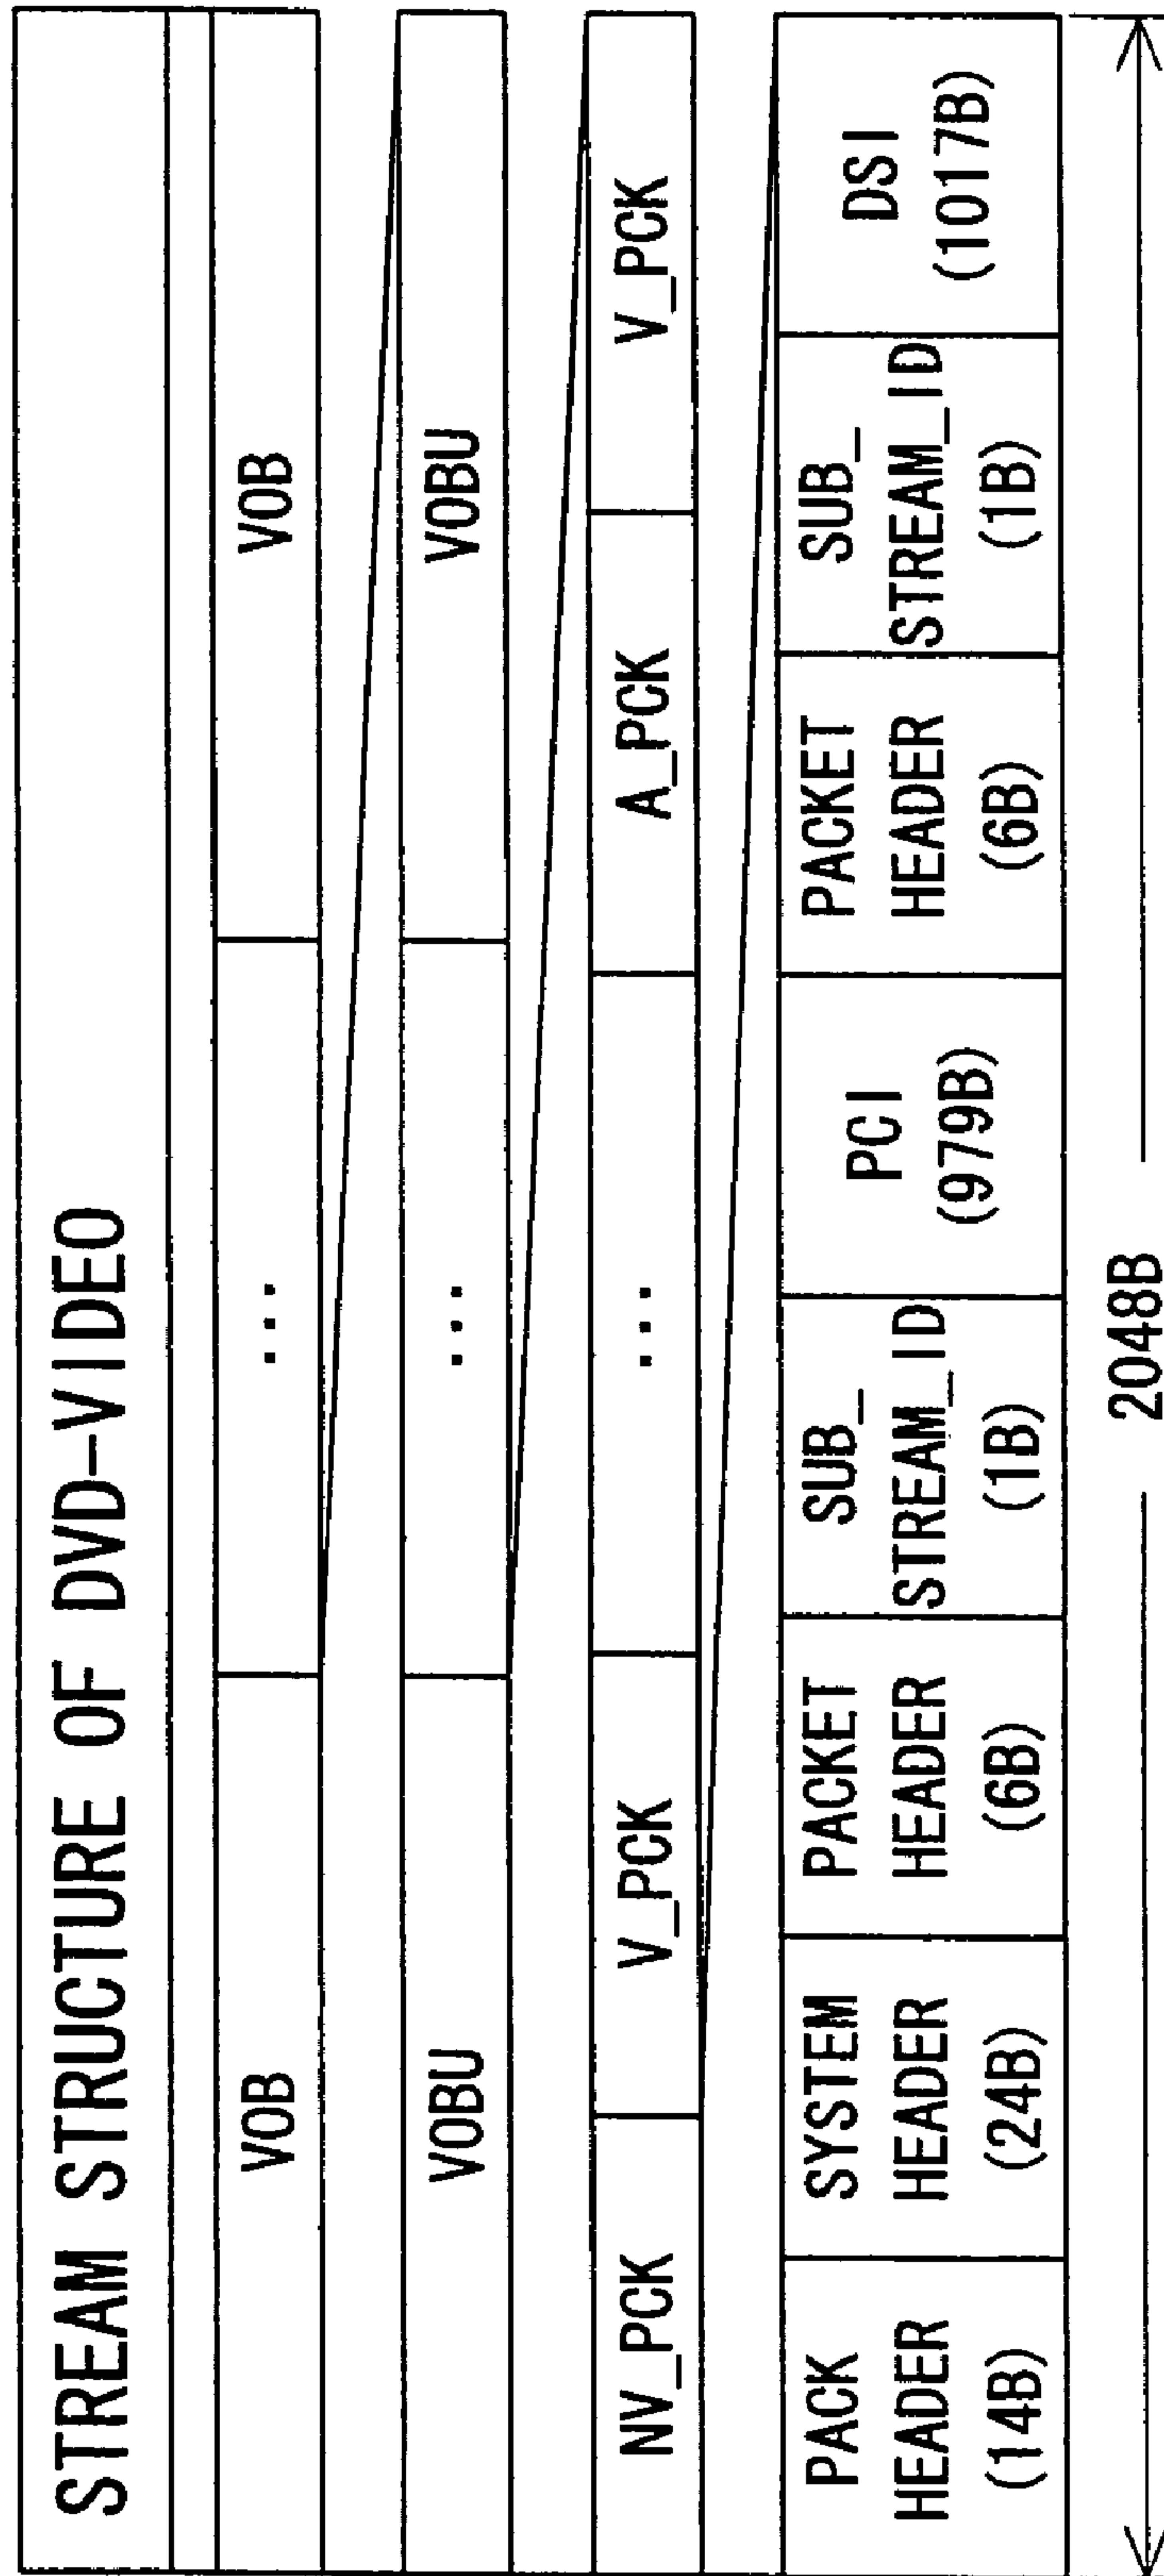 STREAM STRUCTURE OF DVD-VIDEO
VOB
...
VOB
VOBU
...
VOBU
NV_PCK
V_PCK
...
A_PCK
V_PCK
PACK
HEADER
(14B)
SYSTEM
HEADER
(24B)
PACKET
HEADER
(6B)
SUB_
STREAM_ID
(1B)
PCI
(979B)
PACKET
HEADER
(6B)
SUB_
STREAM_ID
(1B)
DSI
(1017B)
2048B